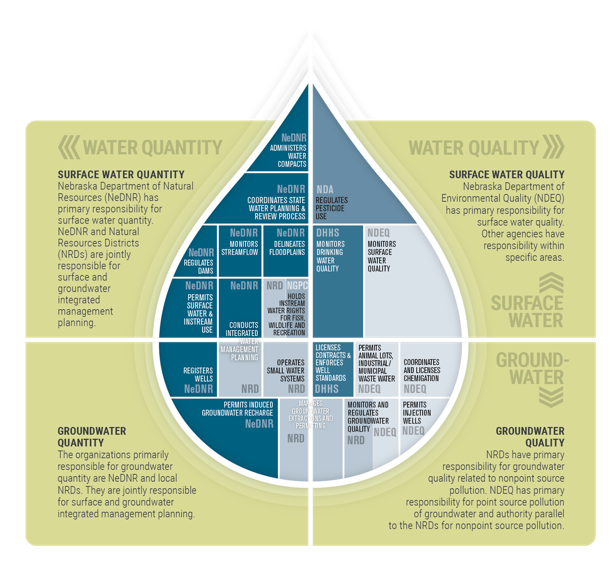 WATER QUANTITY
WATER QUALITY
SURFACE WATER QUANTITY
Nebraska Department of Natural
Resources (NeDNR) has
primary responsibility for
surface water quantity.
NeDNR and Natural
Resources Districts
(NRDs) are jointly
responsible for
surface and
groundwater
integrated
management
planning.
SURFACE WATER QUALITY
Nebraska Department of
Environmental Quality (NDEQ)
has primary responsibility for
surface water quality.
Other agencies have
responsibility within
specific areas.
SURFACE
WATER
NeDNR
ADMINISTERS
WATER
COMPACTS
NeDNR
COORDINATES STATE
WATER PLANNING &
REVIEW PROCESS
NDA
REGULATES
PESTICIDE
USE
NeDNR
REGULATES
DAMS
NeDNR
MONITORS
STREAMFLOW
NeDNR
DELINEATES
FLOODPLAINS
DHHS
MONITORS
DRINKING
WATER
QUALITY
NDEQ
MONITORS
SURFACE
WATER
QUALITY
NeDNR
PERMITS
SURFACE
WATER &
INSTREAM
USE
NeDNR
CONDUCTS
INTEGRATED
WATER
MANAGEMENT
PLANNING
NRD
NRD NGPC
HOLDS
INSTREAM
WATER RIGHTS
FOR FISH,
WILDLIFE AND
RECREATION
REGISTERS
WELLS
NeDNR
OPERATES
SMALL WATER
SYSTEMS
NRD
LICENSES
CONTRACTS &
ENFORCES
WELL
STANDARDS
DHHS
PERMITS
ANIMAL LOTS,
INDUSTRIAL/
MUNICIPAL
WASTE WATER
NDEQ
COORDINATES
AND LICENSES
CHEMIGATION
NDEQ
GROUND-
WATER
PERMITS INDUCED
GROUNDWATER RECHARGE
NeDNR
GROUNDWATER
EXTRACTION AND
PERMITTING
NRD
MONITORS AND
REGULATES
GROUNDWATER
QUALITY
NRD
NDEQ
PERMITS
INJECTION
WELLS
NDEQ
GROUNDWATER
QUANTITY
The organizations primarily
responsible for groundwater
quantity are NeDNR and local
NRDs. They are jointly responsible
for surface and groundwater
integrated management planning.
GROUNDWATER
QUALITY
NRDs have primary
responsibility for groundwater
quality related to nonpoint source
pollution. NDEQ has primary
responsibility for point source pollution
of groundwater and authority parallel
to the NRDs for nonpoint source pollution.